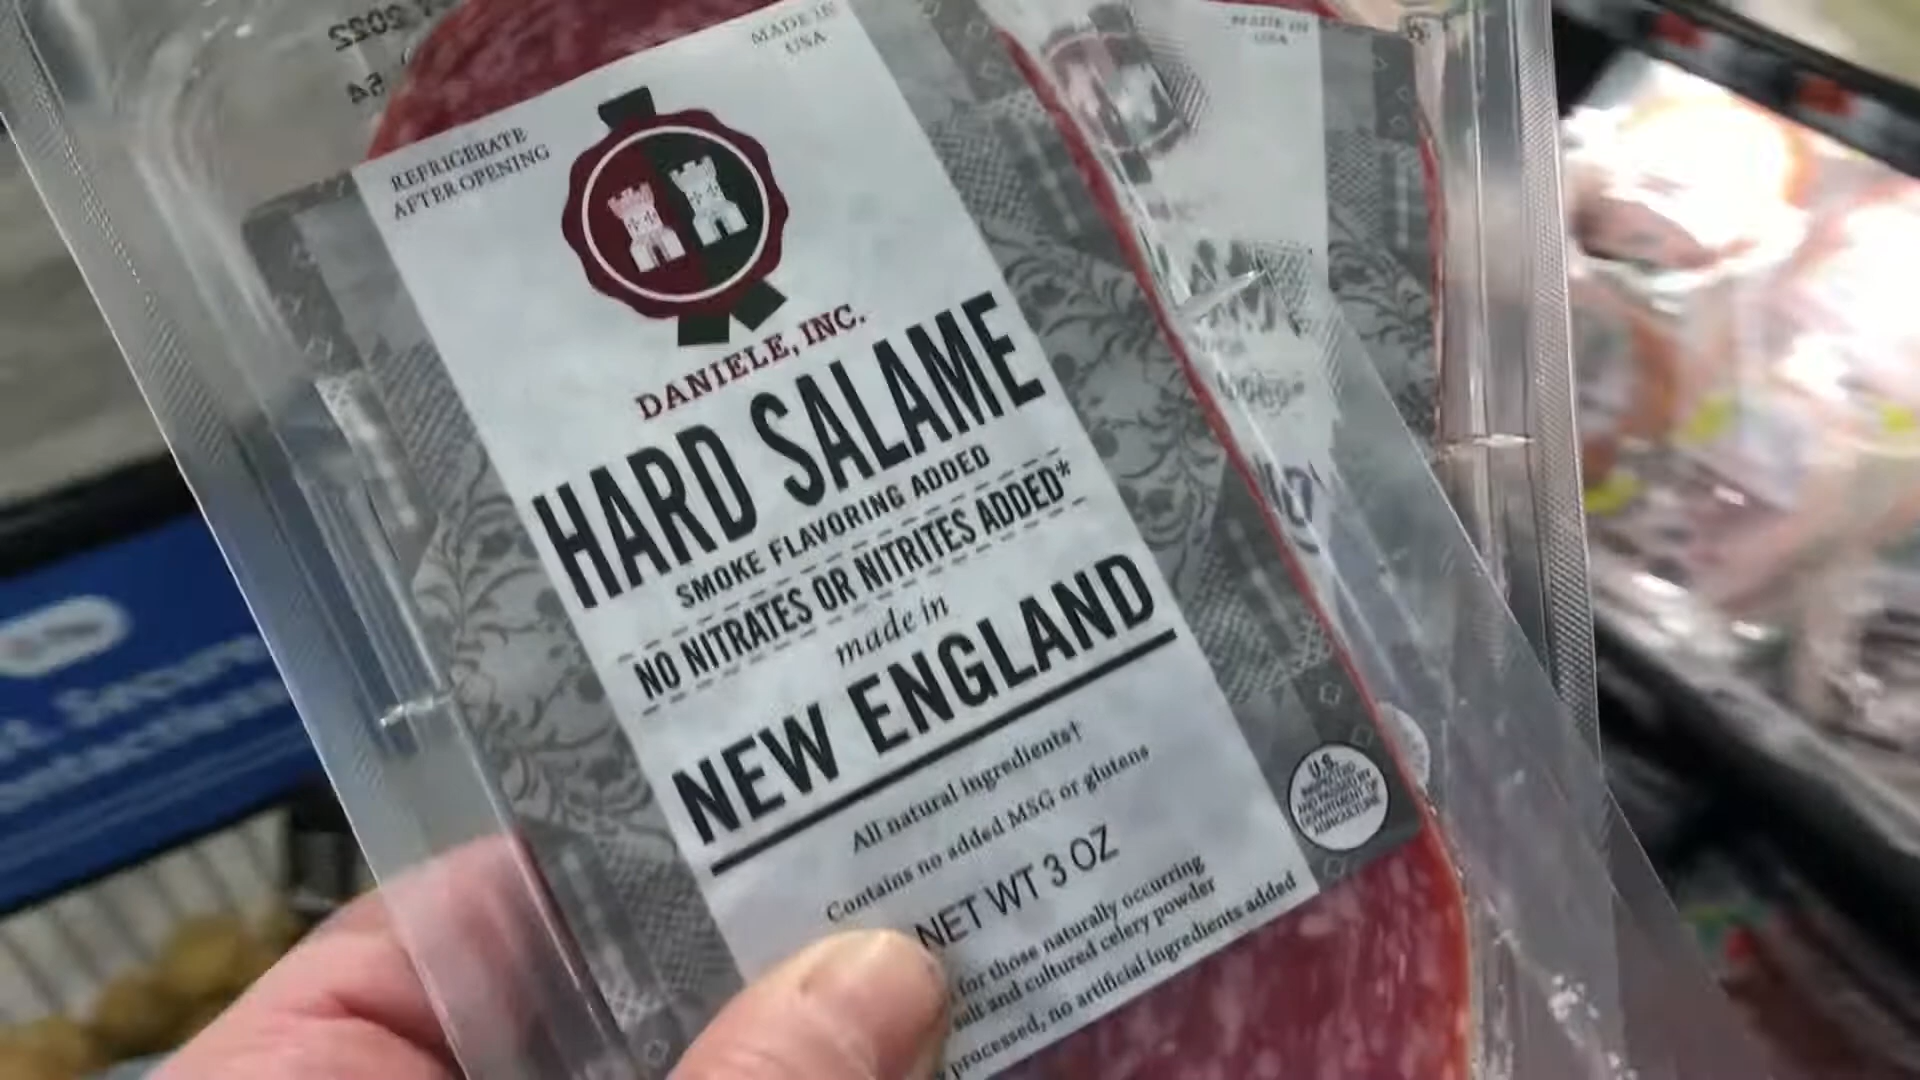 MADE IN
USA
REFRIGERATE
AFTER OPENING
DANIELE, INC.
HARD SALAME
SMOKE FLAVORING ADDED
NO NITRATES OR NITRITES ADDED*
made in
NEW ENGLAND
All natural ingredients†
Contains no added MSG or glutens
NET WT 3 OZ
for those naturally occurring
salt and cultured celery powder
processed, no artificial ingredients added
U.S.
INSPECTED
AND PASSED BY
DEPARTMENT OF
AGRICULTURE
MADE IN
USA